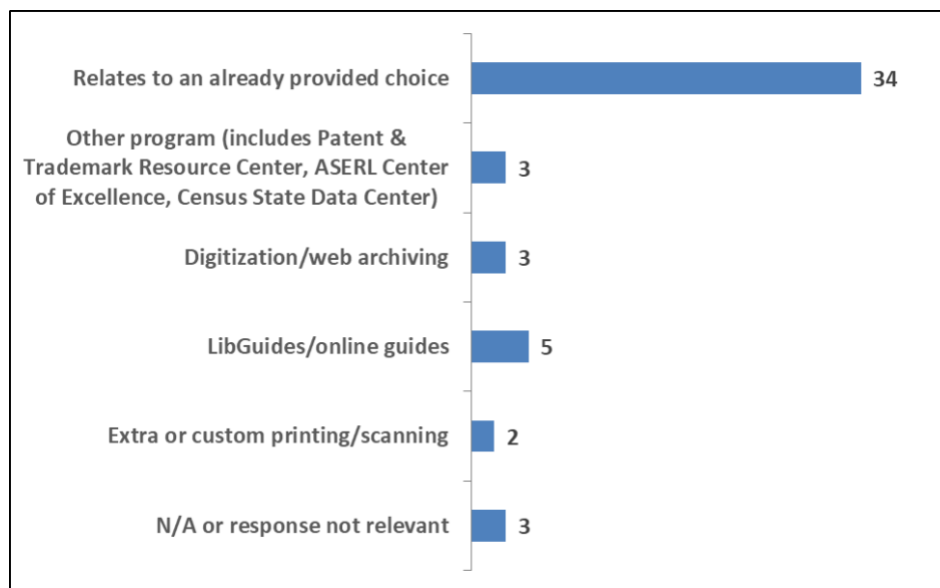 Relates to an already provided choice
34
Other program (includes Patent &
Trademark Resource Center, ASERL Center
of Excellence, Census State Data Center)
3
Digitization/web archiving
3
LibGuides/online guides
5
Extra or custom printing/scanning
2
N/A or response not relevant
3